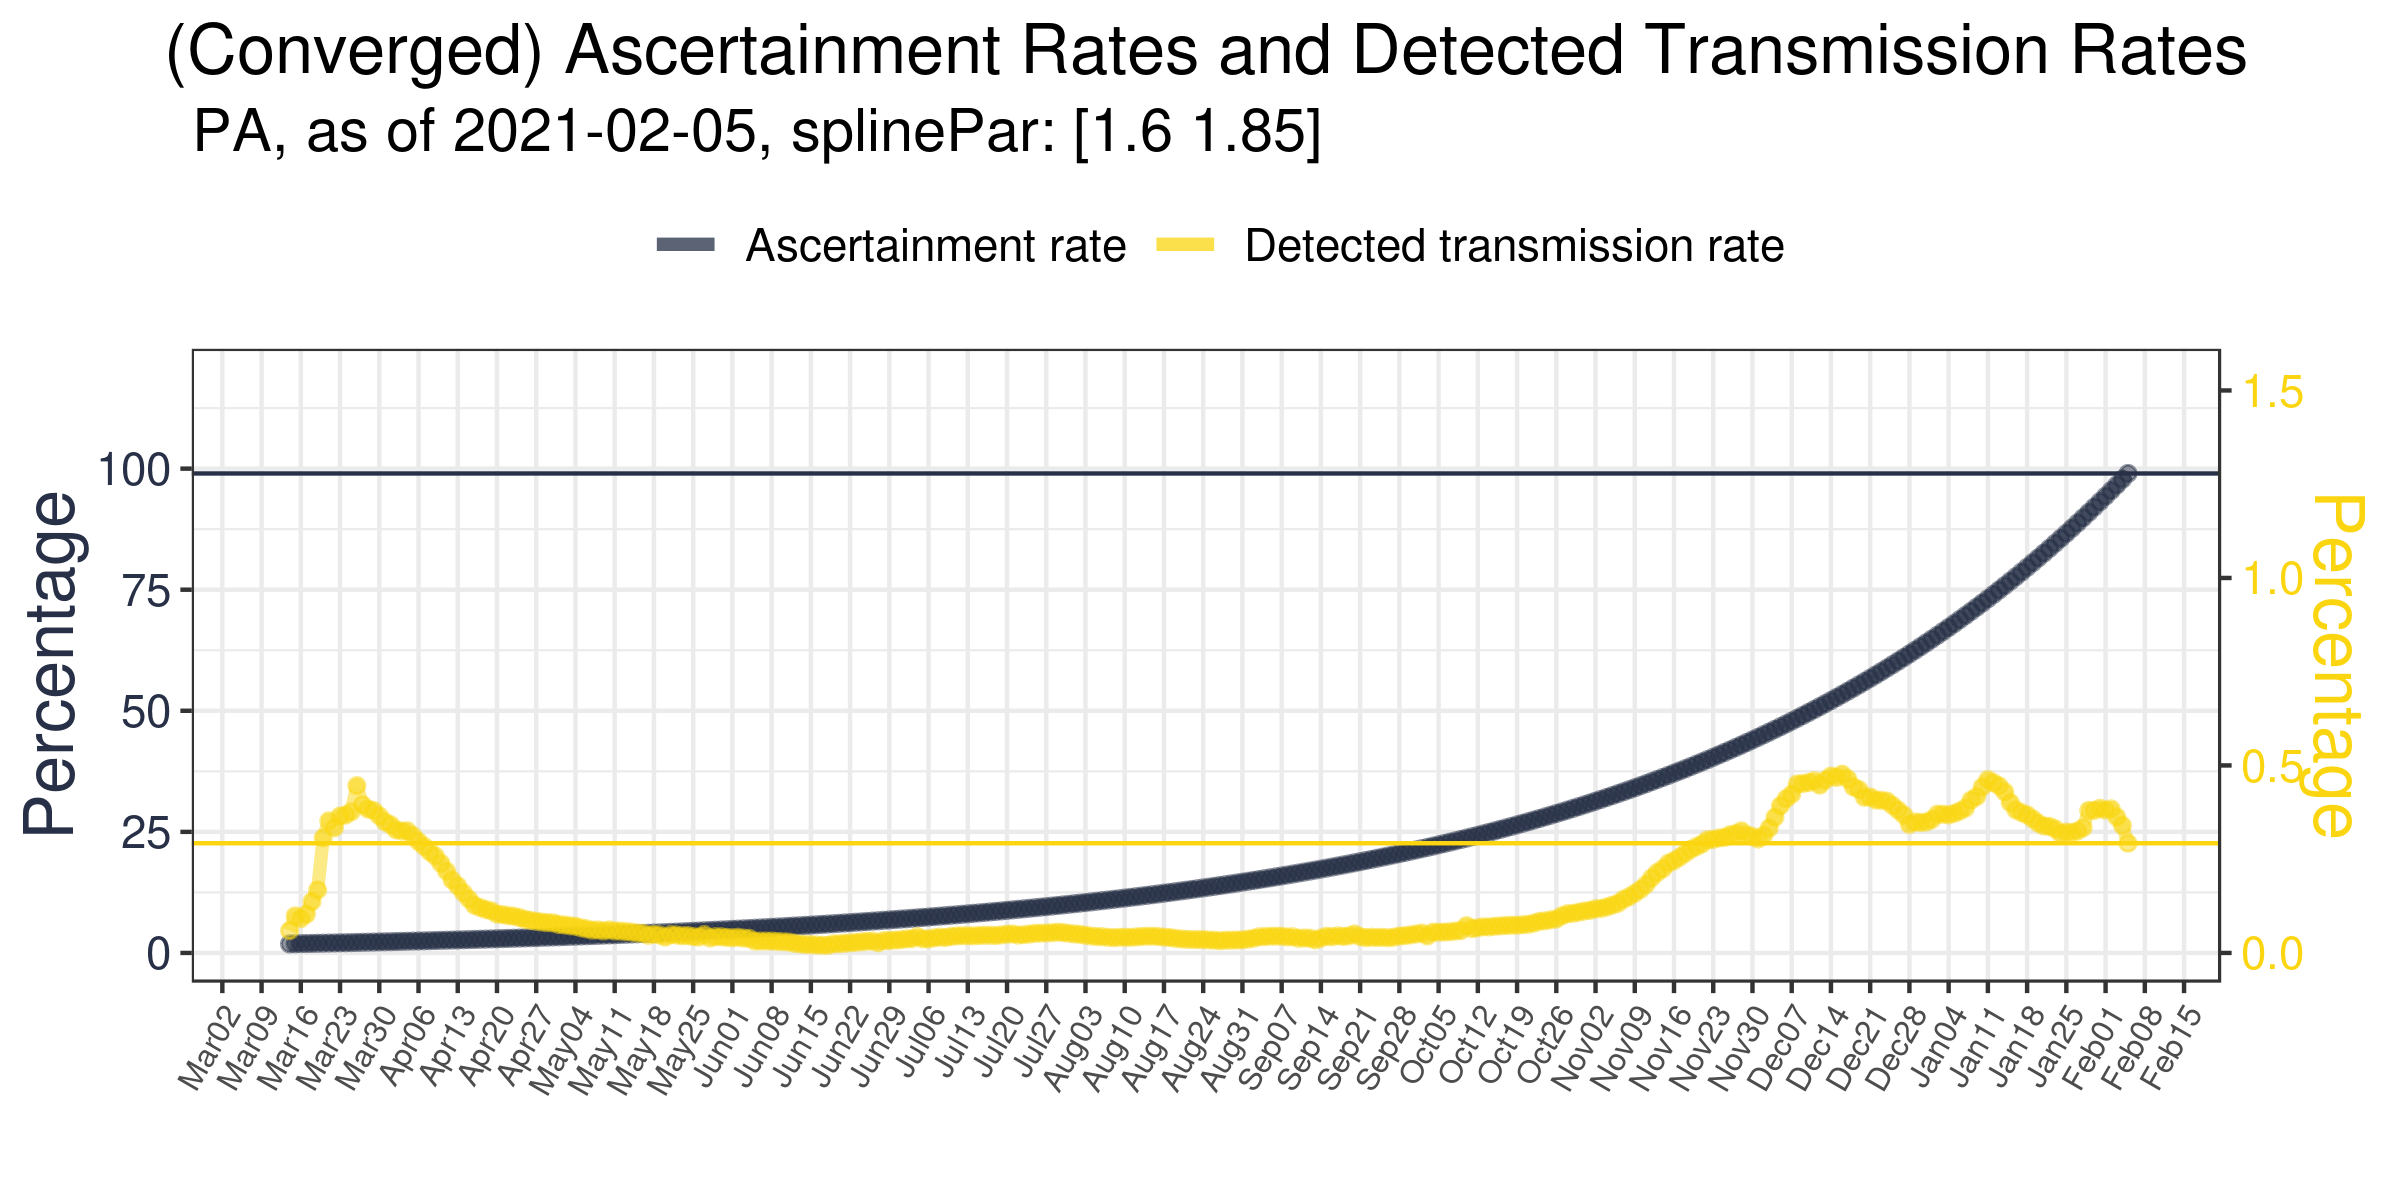 (Converged) Ascertainment Rates and Detected Transmission Rates
PA, as of 2021-02-05, splinePar: [1.6 1.85]
Ascertainment rate Detected transmission rate
Percentage
100
75
50
25
0
1.5
1.0
0.5
0.0
Percentage
Mar02 Mar09 Mar16 Mar23 Mar30 Apr06 Apr13 Apr20 Apr27 May04 May11 May18 May25 Jun01 Jun08 Jun15 Jun22 Jun29 Jul06 Jul13 Jul20 Jul27 Aug03 Aug10 Aug17 Aug24 Aug31 Sep07 Sep14 Sep21 Sep28 Oct05 Oct12 Oct19 Oct26 Nov02 Nov09 Nov16 Nov23 Nov30 Dec07 Dec14 Dec21 Dec28 Jan04 Jan11 Jan18 Jan25 Feb01 Feb08 Feb15